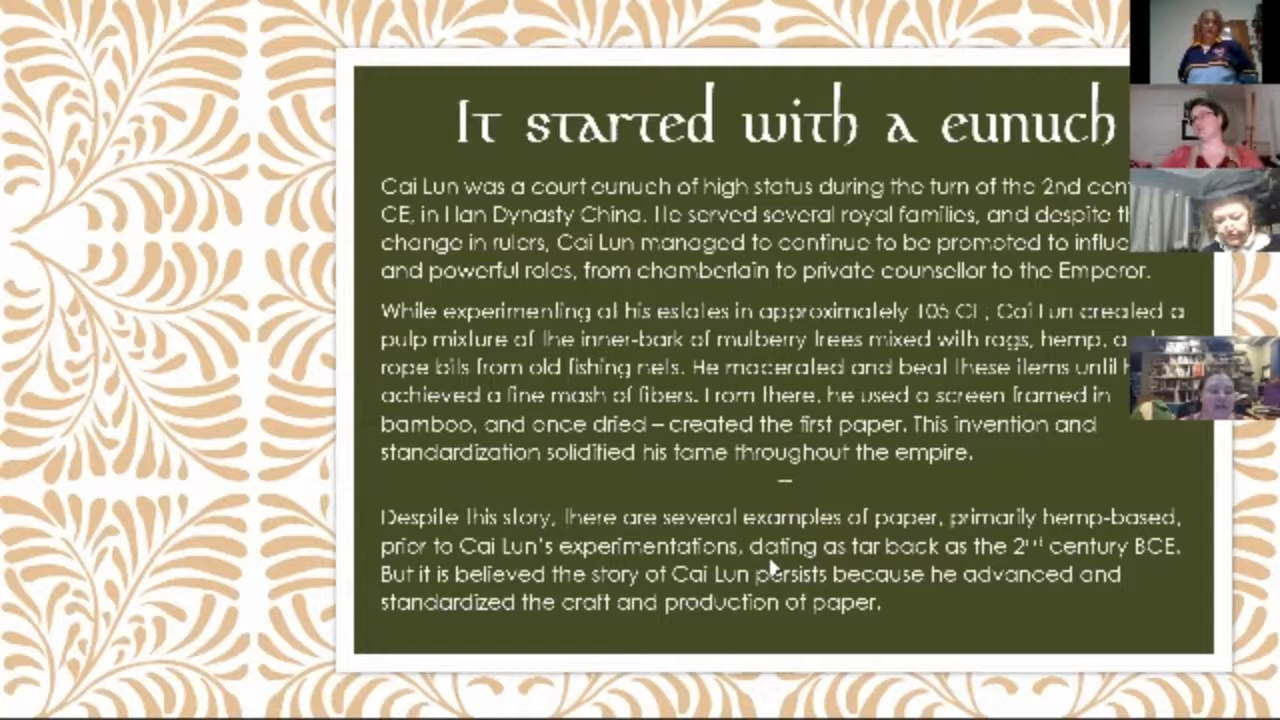 It started with a eunuch
Cai Lun was a court eunuch of high status during the turn of the 2nd
CE, in Han Dynasty China. He served several royal families, and despite
change in rulers, Cai Lun managed to continue to be promoted to
and powerful roles, from chamberlain to private counsellor to the Emperor.
While experimenting at his estates in approximately 105 CE, Cai Lun created a
pulp mixture of the inner-bark of mulberry trees mixed with rags, hemp,
rope bits from old fishing nets. He macerated and beat these items until
achieved a fine mash of fibers. From there, he used a screen framed in
bamboo, and once dried – created the first paper. This invention and
standardization solidified his fame throughout the empire.
--
Despite this story, there are several examples of paper, primarily hemp-based,
prior to Cai Lun's experimentations, dating as far back as the 2nd century BCE.
But it is believed the story of Cai Lun persists because he advanced and
standardized the craft and production of paper.